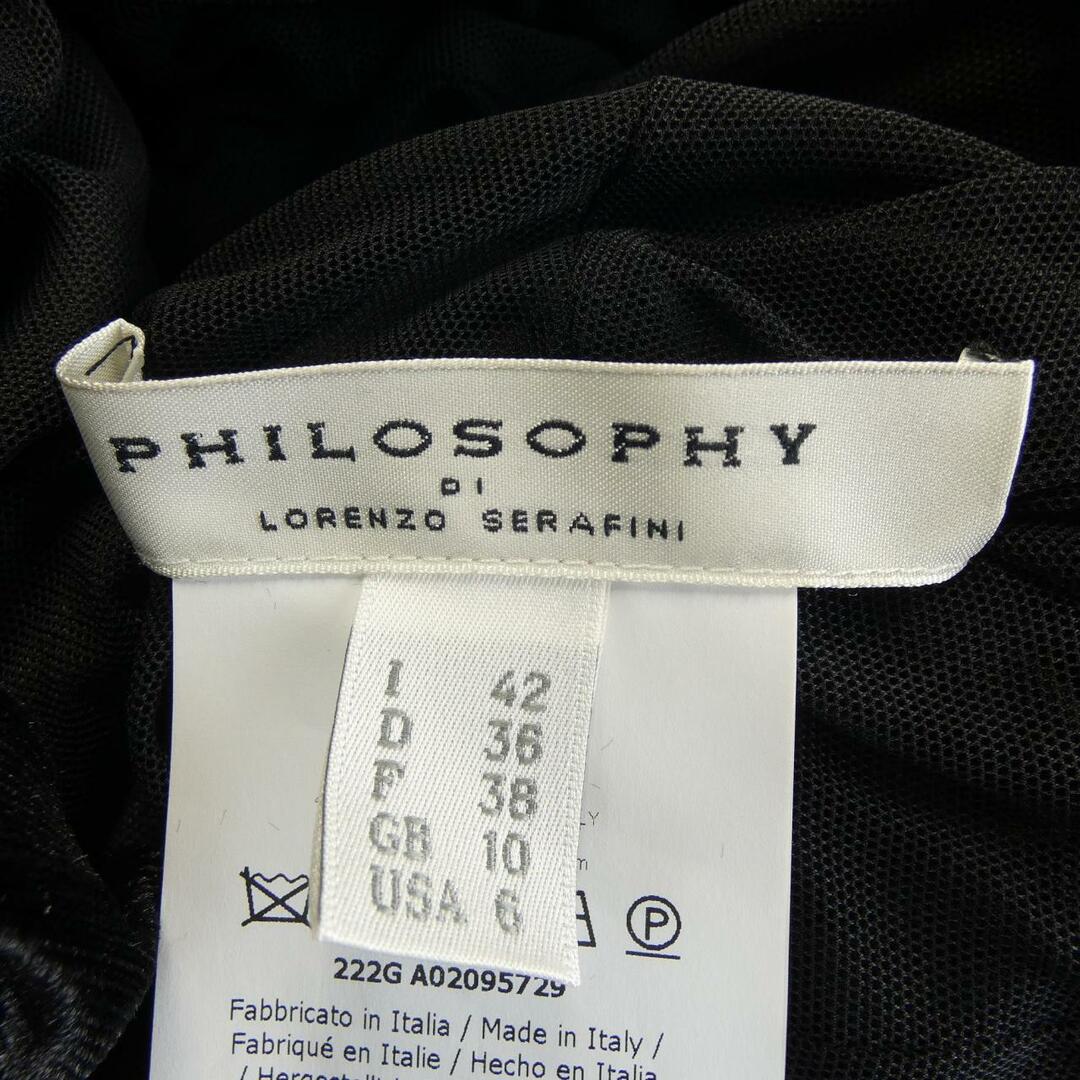 PHILOSOPHY
DI
LORENZO SERAFINI
I 42
D 36
F 38
GB 10
USA 6
P
222G A02095729
Fabbricato in Italia / Made in Italy /
Fabriqué en Italie / Hecho en Italia